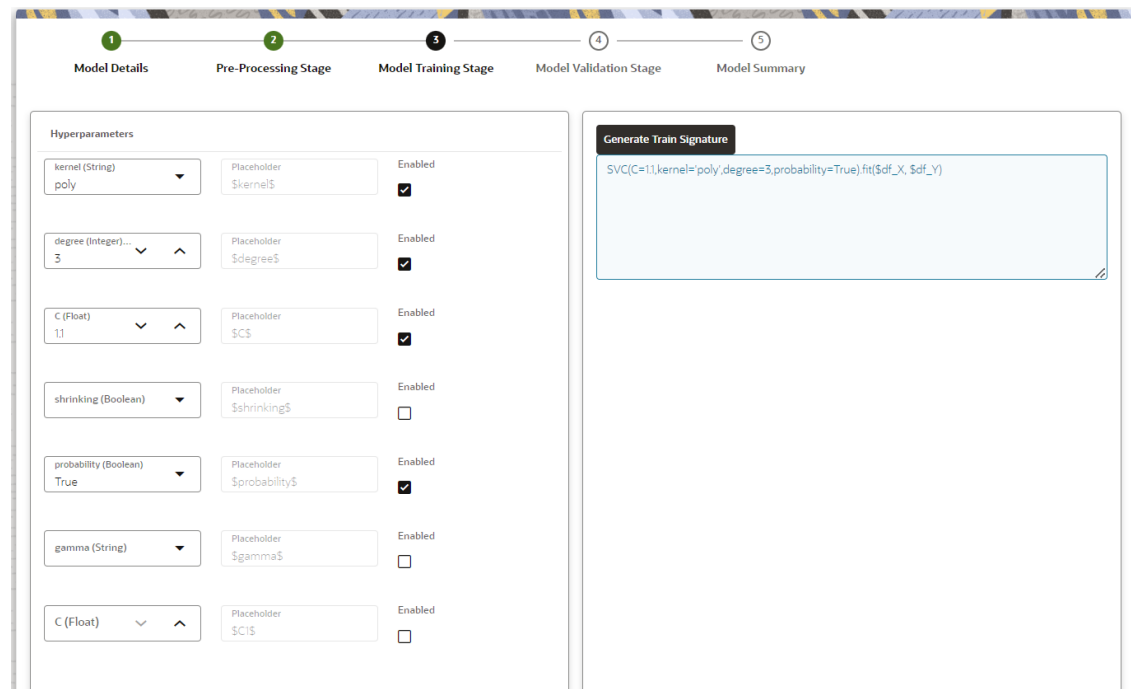 1
2
3
4
5
Model Details
Pre-Processing Stage
Model Training Stage
Model Validation Stage
Model Summary
Hyperparameters
kernel (String)
poly
Placeholder
$kernel$
Enabled
degree (Integer)...
3
Placeholder
$degree$
Enabled
C (Float)
1.1
Placeholder
$C$
Enabled
shrinking (Boolean)
Placeholder
$shrinking$
Enabled
probability (Boolean)
True
Placeholder
$probability$
Enabled
gamma (String)
Placeholder
$gamma$
Enabled
C (Float)
Placeholder
$C1$
Enabled
Generate Train Signature
SVC(C=1.1,kernel='poly',degree=3,probability=True).fit($df_X, $df_Y)